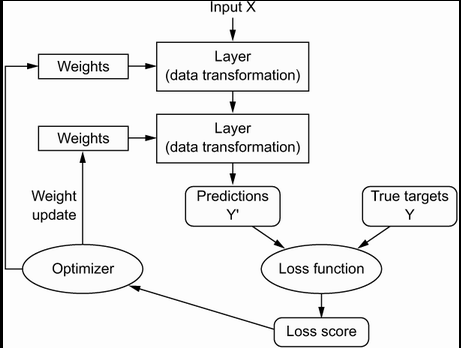 Input X
Layer
(data transformation)
Weights
Layer
(data transformation)
Weights
Weight
update
Predictions
Y'
True targets
Y
Optimizer
Loss function
Loss score